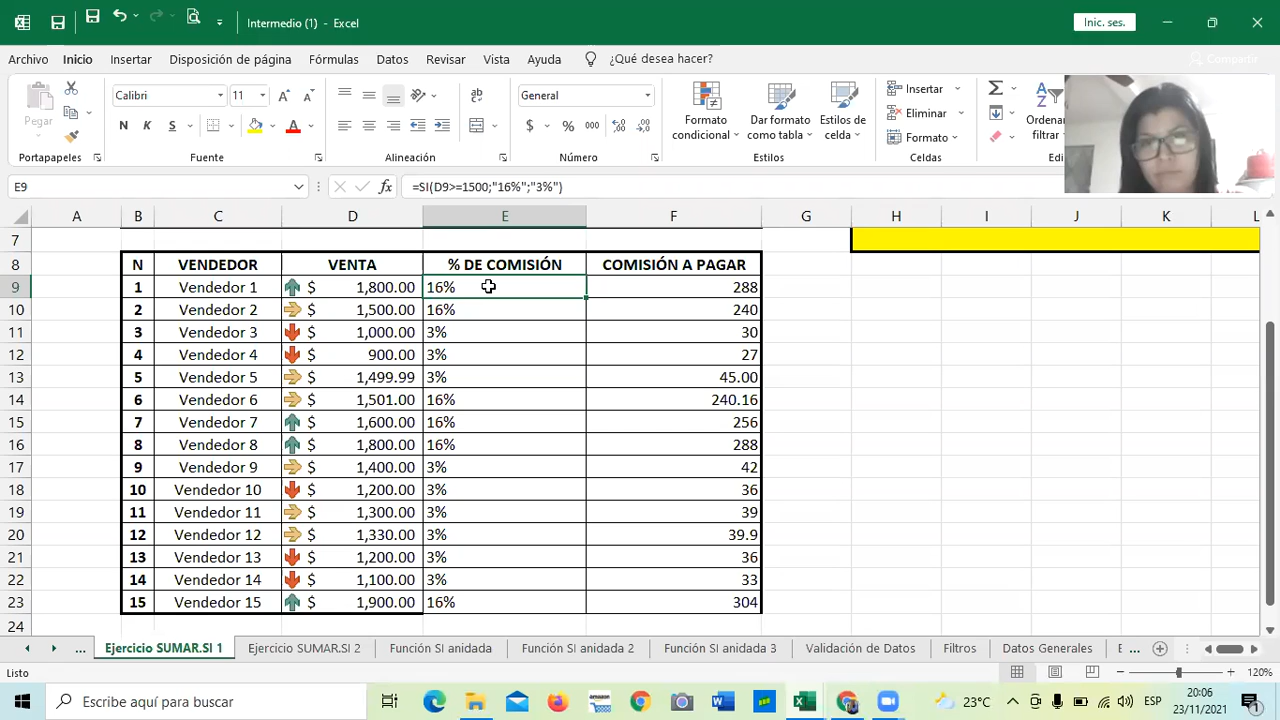 Intermedio (1) - Excel
Inic. ses.
Archivo Inicio Insertar Disposición de página Fórmulas Datos Revisar Vista Ayuda ¿Qué desea hacer? Compartir
Pegar
Calibri 11
N K S
General
$ % 000
Formato condicional
Dar formato como tabla
Estilos de celda
Insertar
Eliminar
Formato
Ordenar
filtrar
Portapapeles Fuente Alineación Número Estilos Celdas
E9 fx =SI(D9>=1500;"16%";"3%")
A B C D E F G H I J K L
7
8 N VENDEDOR VENTA % DE COMISIÓN COMISIÓN A PAGAR
9 1 Vendedor 1 $ 1,800.00 16% 288
10 2 Vendedor 2 $ 1,500.00 16% 240
11 3 Vendedor 3 $ 1,000.00 3% 30
12 4 Vendedor 4 $ 900.00 3% 27
13 5 Vendedor 5 $ 1,499.99 3% 45.00
14 6 Vendedor 6 $ 1,501.00 16% 240.16
15 7 Vendedor 7 $ 1,600.00 16% 256
16 8 Vendedor 8 $ 1,800.00 16% 288
17 9 Vendedor 9 $ 1,400.00 3% 42
18 10 Vendedor 10 $ 1,200.00 3% 36
19 11 Vendedor 11 $ 1,300.00 3% 39
20 12 Vendedor 12 $ 1,330.00 3% 39.9
21 13 Vendedor 13 $ 1,200.00 3% 36
22 14 Vendedor 14 $ 1,100.00 3% 33
23 15 Vendedor 15 $ 1,900.00 16% 304
24
... Ejercicio SUMAR.SI 1 Ejercicio SUMAR.SI 2 Función SI anidada Función SI anidada 2 Función SI anidada 3 Validación de Datos Filtros Datos Generales E ...
Listo 120%
Escribe aquí para buscar
amazon
23°C ESP
20:06
23/11/2021